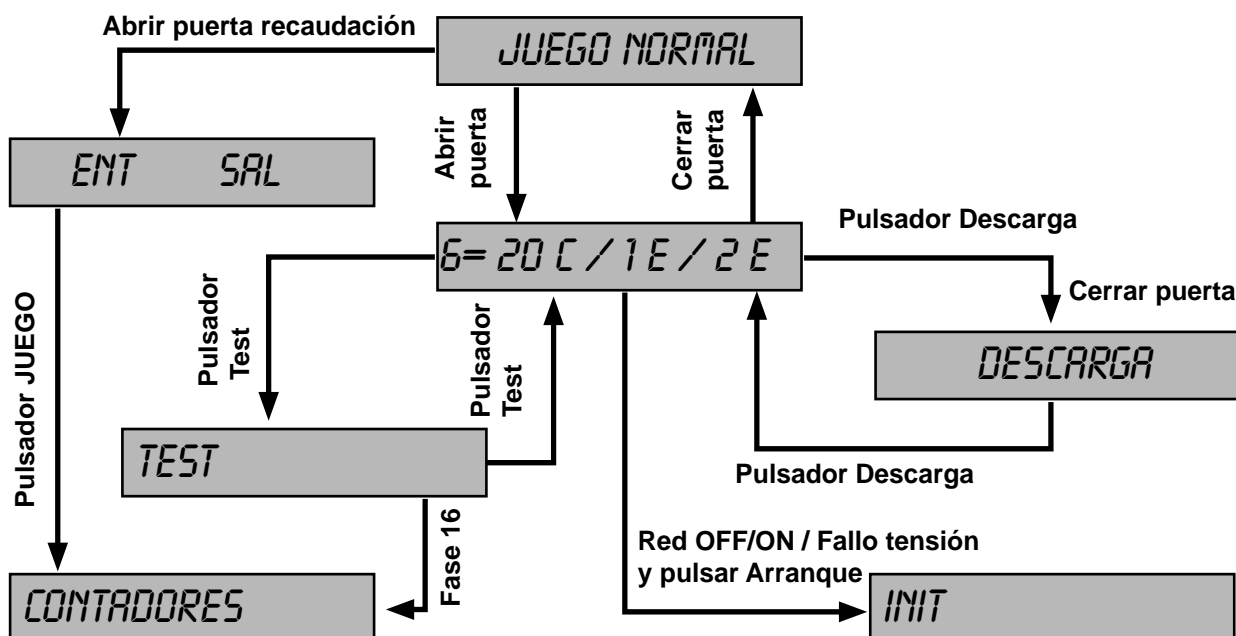 Abrir puerta recaudación
JUEGO NORMAL
Abrir
puerta
Cerrar
puerta
ENT SAL
Pulsador Descarga
6= 20 C / 1 E / 2 E
Cerrar puerta
Pulsador JUEGO
Pulsador
Test
Pulsador
Test
DESCARGA
TEST
Pulsador Descarga
Fase 16
Red OFF/ON / Fallo tensión
y pulsar Arranque
CONTADORES
INIT